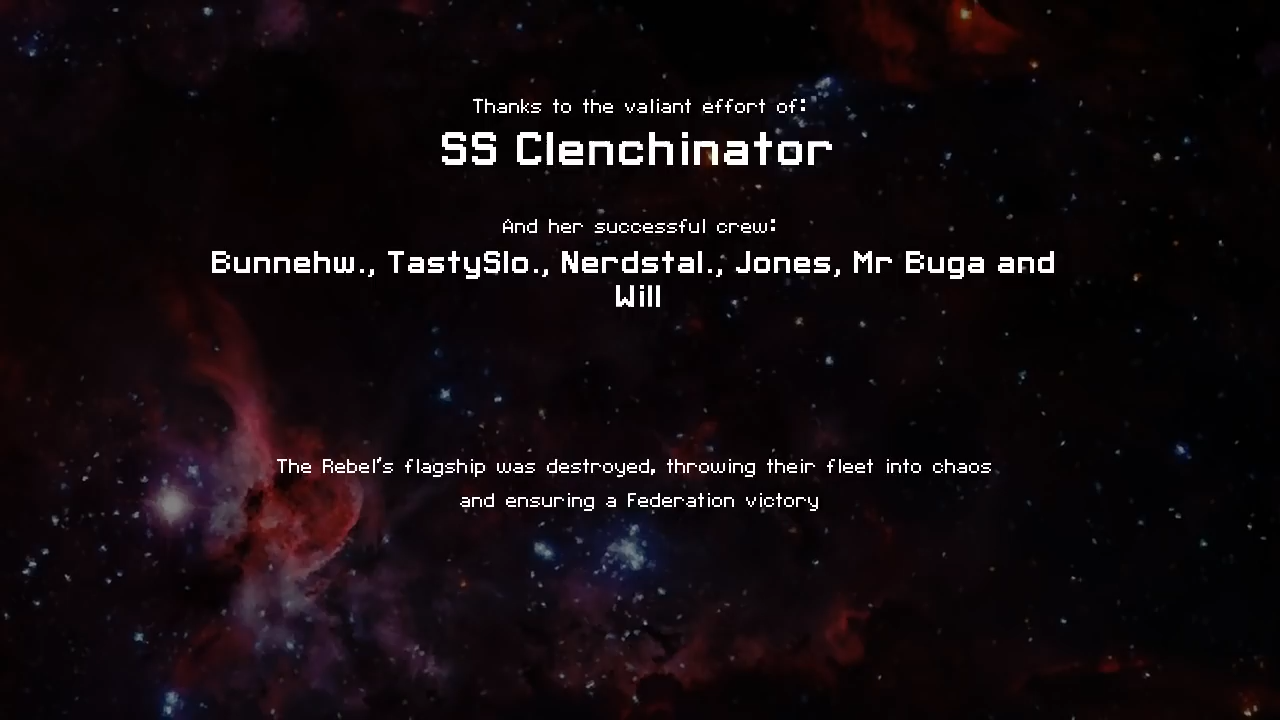 Thanks to the valiant effort of:
SS Clenchinator
And her successful crew:
Bunnehw., TastySlo., Nerdstal., Jones, Mr Buga and
Will
The Rebel's flagship was destroyed, throwing their fleet into chaos
and ensuring a Federation victory